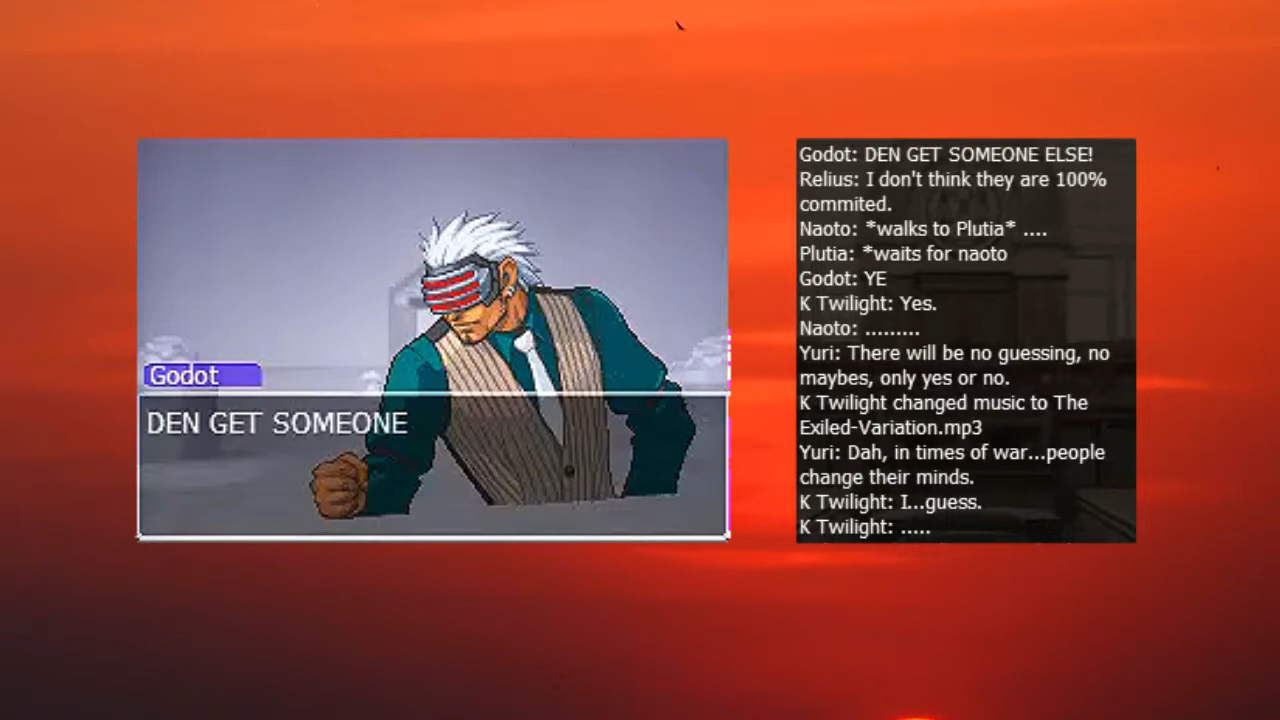 Godot
DEN GET SOMEONE
Godot: DEN GET SOMEONE ELSE!
Relius: I don't think they are 100%
commited.
Naoto: *walks to Plutia* ....
Plutia: *waits for naoto
Godot: YE
K Twilight: Yes.
Naoto: .........
Yuri: There will be no guessing, no
maybes, only yes or no.
K Twilight changed music to The
Exiled-Variation.mp3
Yuri: Dah, in times of war...people
change their minds.
K Twilight: I...guess.
K Twilight: .....